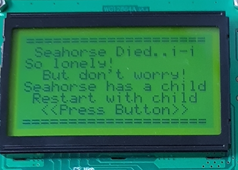 ====================
Seahorse Died..i-i
So lonely!
But don't worry!
Seahorse has a child
Restart with child
<<Press Button>>
====================